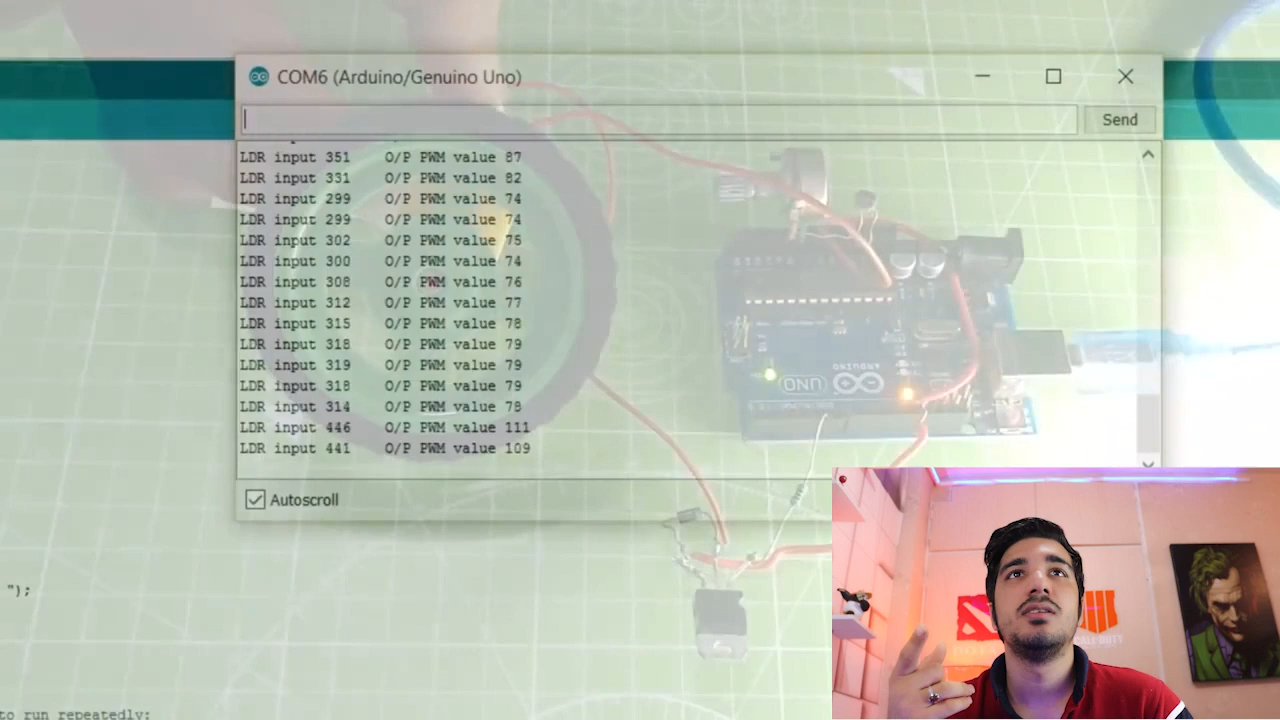 COM6 (Arduino/Genuino Uno)
Send
LDR input 351 O/P PWM value 87
LDR input 331 O/P PWM value 82
LDR input 299 O/P PWM value 74
LDR input 299 O/P PWM value 74
LDR input 302 O/P PWM value 75
LDR input 300 O/P PWM value 74
LDR input 308 O/P PWM value 76
LDR input 312 O/P PWM value 77
LDR input 315 O/P PWM value 78
LDR input 318 O/P PWM value 79
LDR input 319 O/P PWM value 79
LDR input 318 O/P PWM value 79
LDR input 314 O/P PWM value 78
LDR input 446 O/P PWM value 111
LDR input 441 O/P PWM value 109
Autoscroll
ARDUINO
UNO
");
to run repeatedly:
CALL OF DUTY